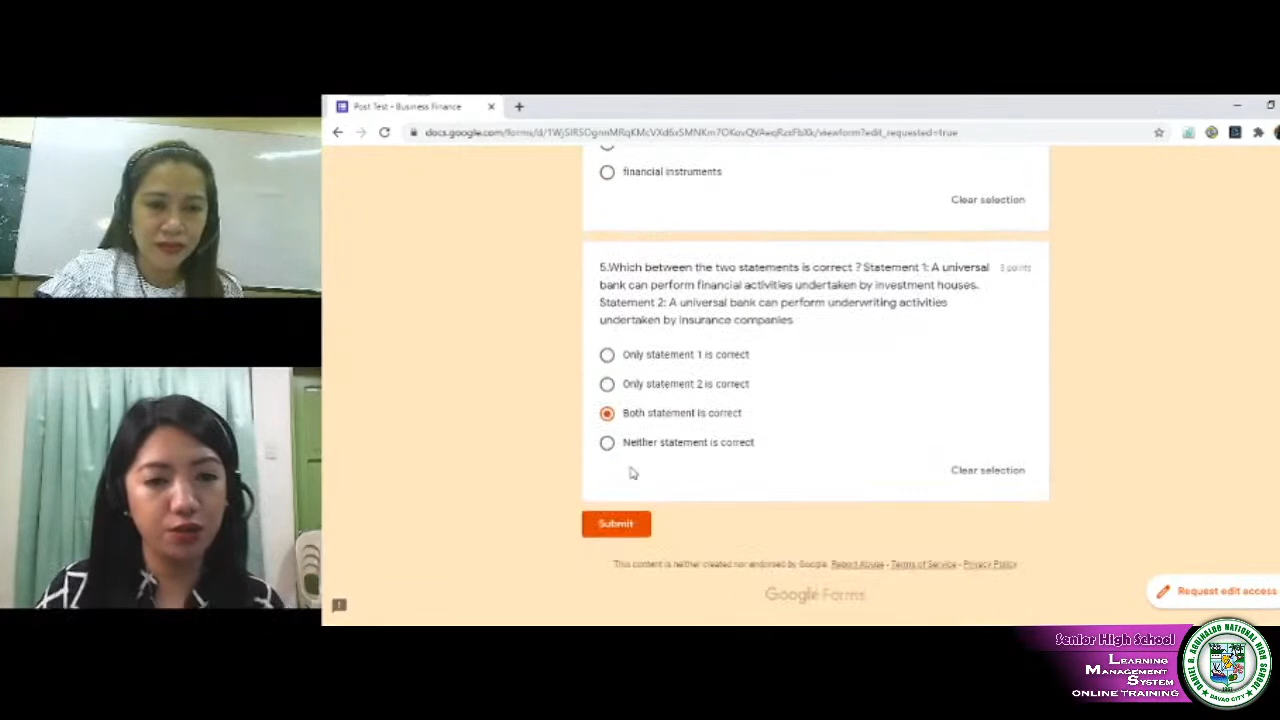 Post Test - Business Finance
financial instruments
Clear selection
5.Which between the two statements is correct ? Statement 1: A universal
3 points
bank can perform financial activities undertaken by investment houses.
Statement 2: A universal bank can perform underwriting activities
undertaken by insurance companies
Only statement 1 is correct
Only statement 2 is correct
Both statement is correct
Neither statement is correct
Clear selection
Submit
This content is neither created nor endorsed by Google. Report Abuse - Terms of Service - Privacy Policy
Google Forms
Request edit access
Senior High School
Learning
Management
System
Online Training